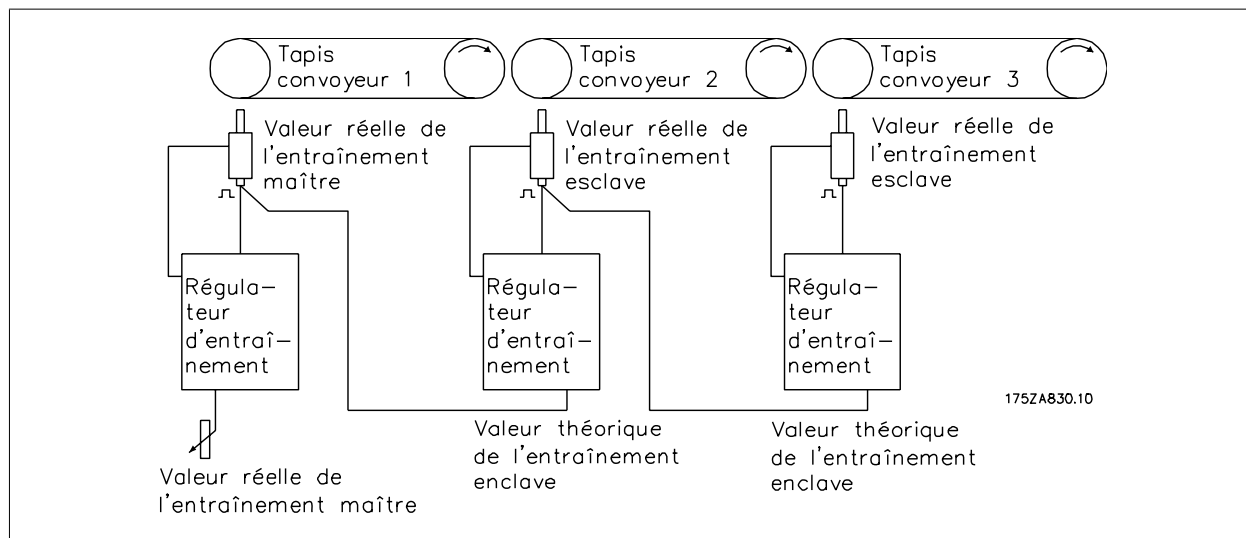 Tapis
convoyeur 1
Tapis
convoyeur 2
Tapis
convoyeur 3
Valeur réelle de
l'entraînement
maître
Valeur réelle de
l'entraînement
esclave
Valeur réelle de
l'entraînement
esclave
Régula-
teur
d'entraî-
nement
Régula-
teur
d'entraî-
nement
Régula-
teur
d'entraî-
nement
175ZA830.10
Valeur réelle de
l'entraînement maître
Valeur théorique
de l'entraînement
enclave
Valeur théorique
de l'entraînement
enclave